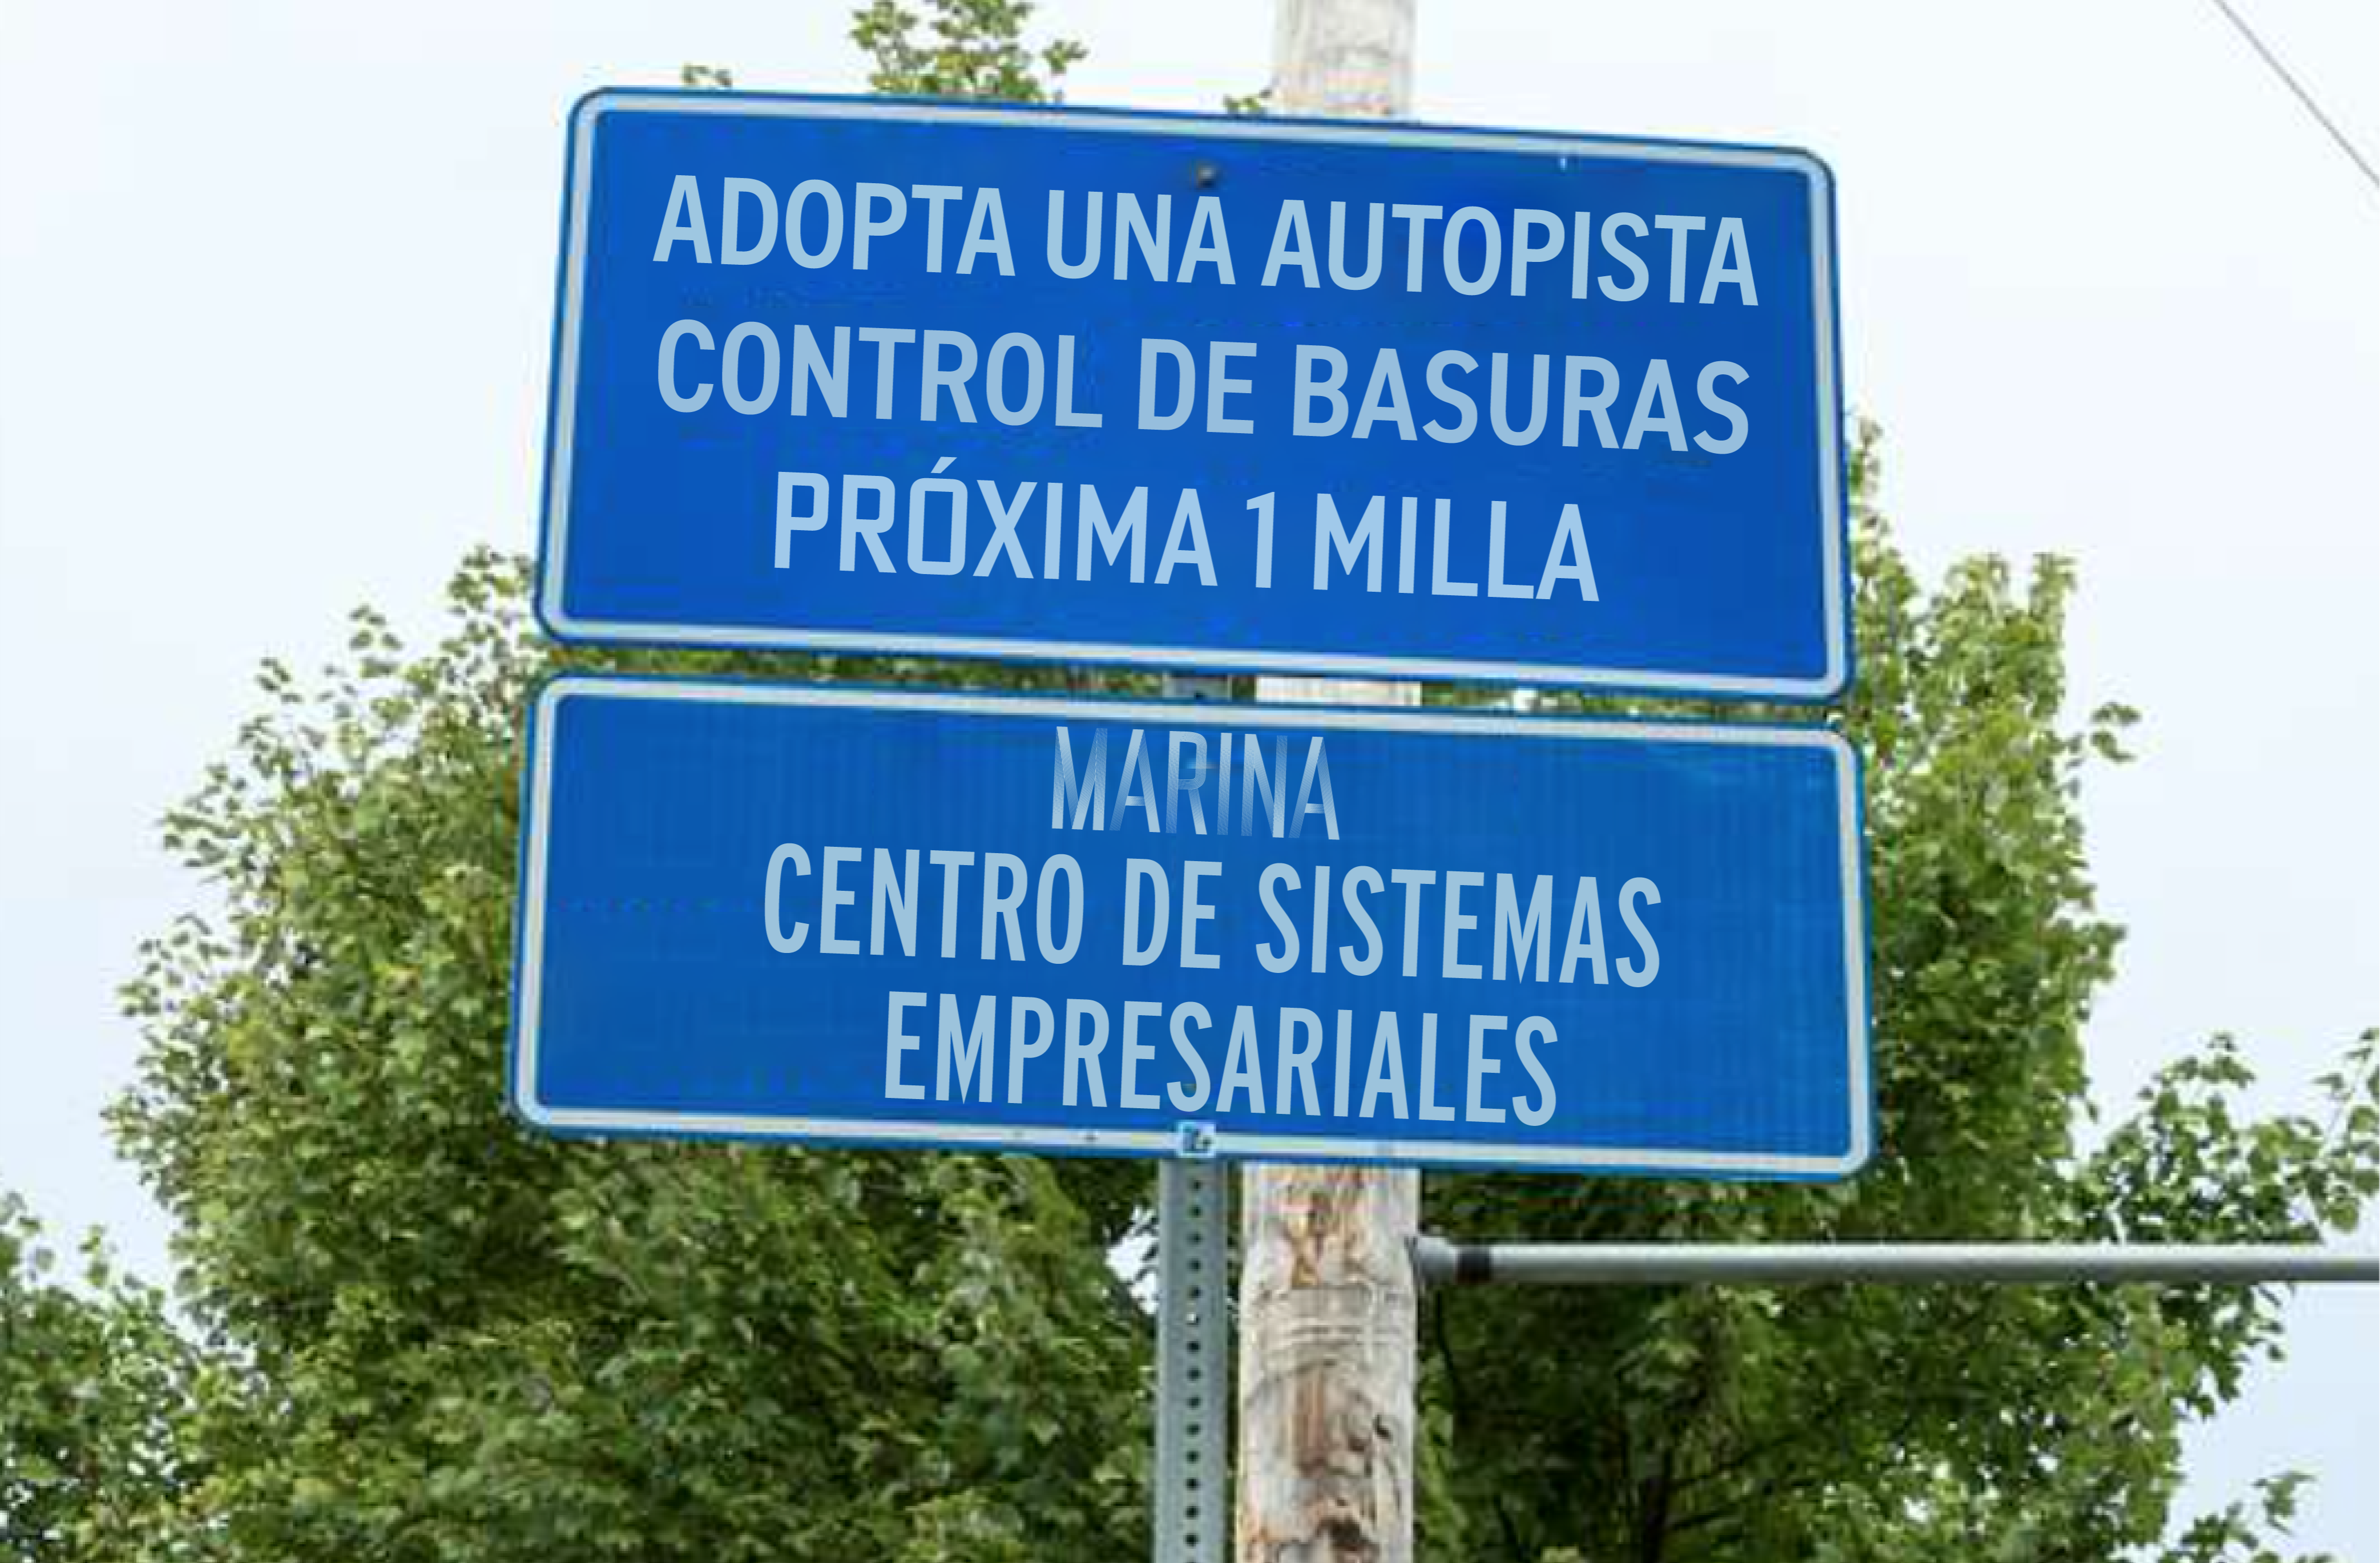 ADOPTA UNA AUTOPISTA
CONTROL DE BASURAS
PRÓXIMA 1 MILLA
MARINA
CENTRO DE SISTEMAS
EMPRESARIALES